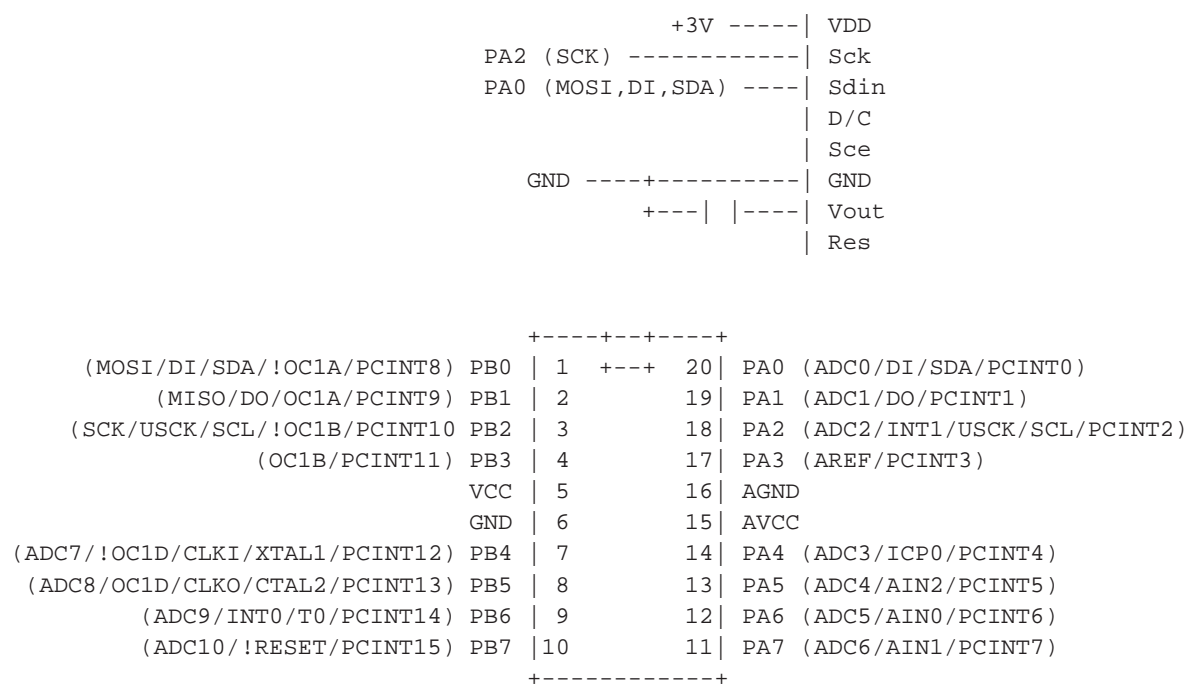 +3V -----| VDD
PA2 (SCK) ------------| Sck
PA0 (MOSI,DI,SDA) ----| Sdin
| D/C
| Sce
GND ----+----------| GND
+---| |----| Vout
| Res
+----+--+----+
(MOSI/DI/SDA/!OC1A/PCINT8) PB0 | 1 +--+ 20| PA0 (ADC0/DI/SDA/PCINT0)
(MISO/DO/OC1A/PCINT9) PB1 | 2 19| PA1 (ADC1/DO/PCINT1)
(SCK/USCK/SCL/!OC1B/PCINT10 PB2 | 3 18| PA2 (ADC2/INT1/USCK/SCL/PCINT2)
(OC1B/PCINT11) PB3 | 4 17| PA3 (AREF/PCINT3)
VCC | 5 16| AGND
GND | 6 15| AVCC
(ADC7/!OC1D/CLKI/XTAL1/PCINT12) PB4 | 7 14| PA4 (ADC3/ICP0/PCINT4)
(ADC8/OC1D/CLKO/CTAL2/PCINT13) PB5 | 8 13| PA5 (ADC4/AIN2/PCINT5)
(ADC9/INT0/T0/PCINT14) PB6 | 9 12| PA6 (ADC5/AIN0/PCINT6)
(ADC10/!RESET/PCINT15) PB7 |10 11| PA7 (ADC6/AIN1/PCINT7)
+------------+